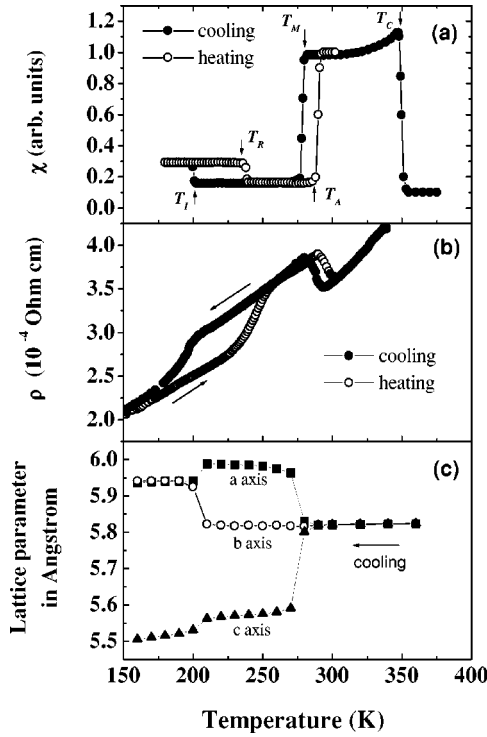 T_M
T_C
(a)
cooling
heating
χ (arb. units)
1.2
1.0
0.8
0.6
0.4
0.2
0.0
T_R
T_I
T_A
(b)
ρ (10⁻⁴ Ohm cm)
4.0
3.5
3.0
2.5
2.0
cooling
heating
(c)
Lattice parameter
in Angstrom
6.0
5.9
5.8
5.7
5.6
5.5
a axis
b axis
c axis
cooling
150 200 250 300 350 400
Temperature (K)